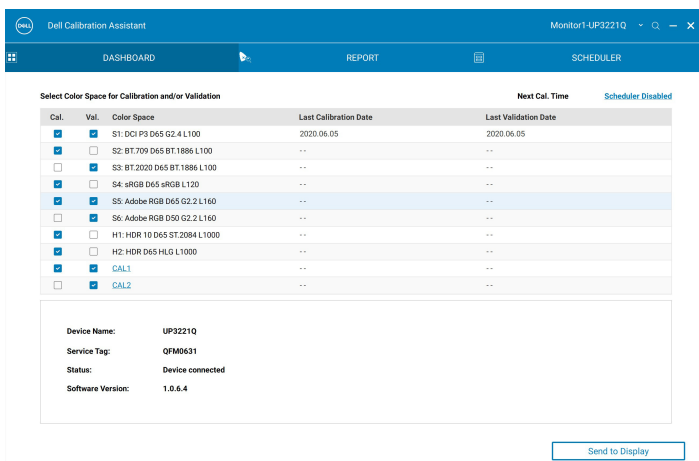 DELL Dell Calibration Assistant Monitor1-UP3221Q
DASHBOARD REPORT SCHEDULER
Select Color Space for Calibration and/or Validation Next Cal. Time Scheduler Disabled
Cal. Val. Color Space Last Calibration Date Last Validation Date
S1: DCI P3 D65 G2.4 L100 2020.06.05 2020.06.05
S2: BT.709 D65 BT.1886 L100 -- --
S3: BT.2020 D65 BT.1886 L100 -- --
S4: sRGB D65 sRGB L120 -- --
S5: Adobe RGB D65 G2.2 L160 -- --
S6: Adobe RGB D50 G2.2 L160 -- --
H1: HDR 10 D65 ST.2084 L1000 -- --
H2: HDR D65 HLG L1000 -- --
CAL1 -- --
CAL2 -- --
Device Name: UP3221Q
Service Tag: QFM0631
Status: Device connected
Software Version: 1.0.6.4
Send to Display